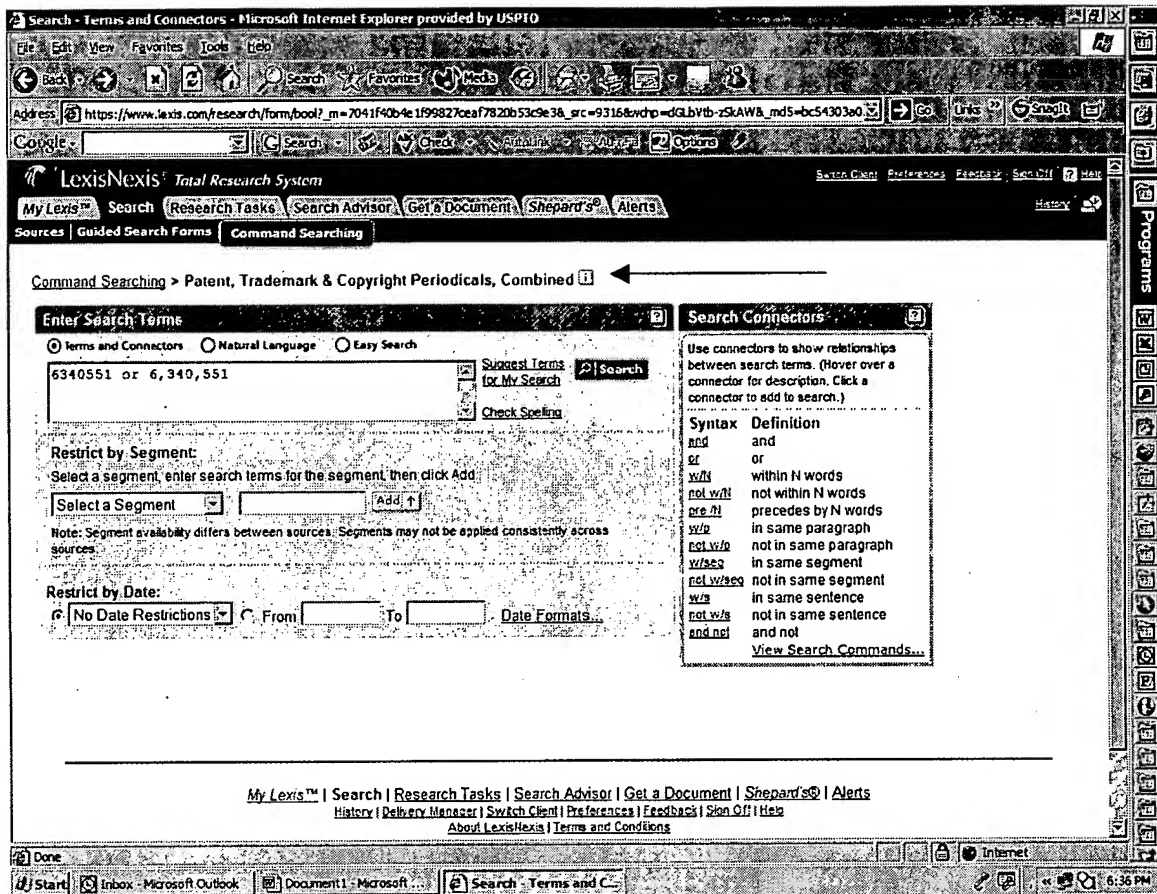 Search - Terms and Connectors - Microsoft Internet Explorer provided by USPTO
File Edit View Favorites Tools Help
Back Search Favorites Media
Address https://www.lexis.com/research/form/bool?_m=7041f40b4e1f99827ceaf7820b53c9e3&_src=9316&wchp=dGLbVtb-zSkAW&_md5=bc54303a0. Go Links SnagIt
Google - Search Check AutoLink AutoFill Options
LexisNexis Total Research System
Switch Client Preferences Feedback Sign Off ? Help
My Lexis™ Search Research Tasks Search Advisor Get a Document Shepard's® Alerts
History
Sources | Guided Search Forms | Command Searching
Command Searching > Patent, Trademark & Copyright Periodicals, Combined i
Enter Search Terms ?
Terms and Connectors Natural Language Easy Search
6340551 or 6,340,551
Suggest Terms
for My Search
Search
Check Spelling
Restrict by Segment:
Select a segment, enter search terms for the segment, then click Add
Select a Segment Add ↑
Note: Segment availability differs between sources. Segments may not be applied consistently across
sources.
Restrict by Date:
No Date Restrictions From To Date Formats...
Search Connectors ?
Use connectors to show relationships
between search terms. (Hover over a
connector for description. Click a
connector to add to search.)
Syntax Definition
and and
or or
w/N within N words
not w/N not within N words
pre /N precedes by N words
w/p in same paragraph
not w/p not in same paragraph
w/seg in same segment
not w/seg not in same segment
w/s in same sentence
not w/s not in same sentence
and not and not
View Search Commands...
My Lexis™ | Search | Research Tasks | Search Advisor | Get a Document | Shepard's® | Alerts
History | Delivery Manager | Switch Client | Preferences | Feedback | Sign Off | Help
About LexisNexis | Terms and Conditions
Done Internet
Start Inbox - Microsoft Outlook Document1 - Microsoft ... Search - Terms and C... 6:36 PM
Programs